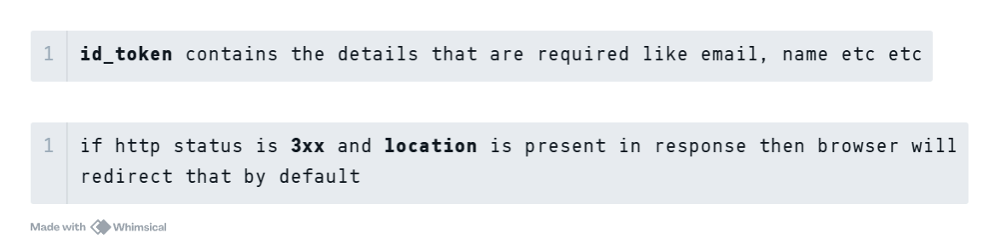 1 id_token contains the details that are required like email, name etc etc
1 if http status is 3xx and location is present in response then browser will
redirect that by default
Made with Whimsical